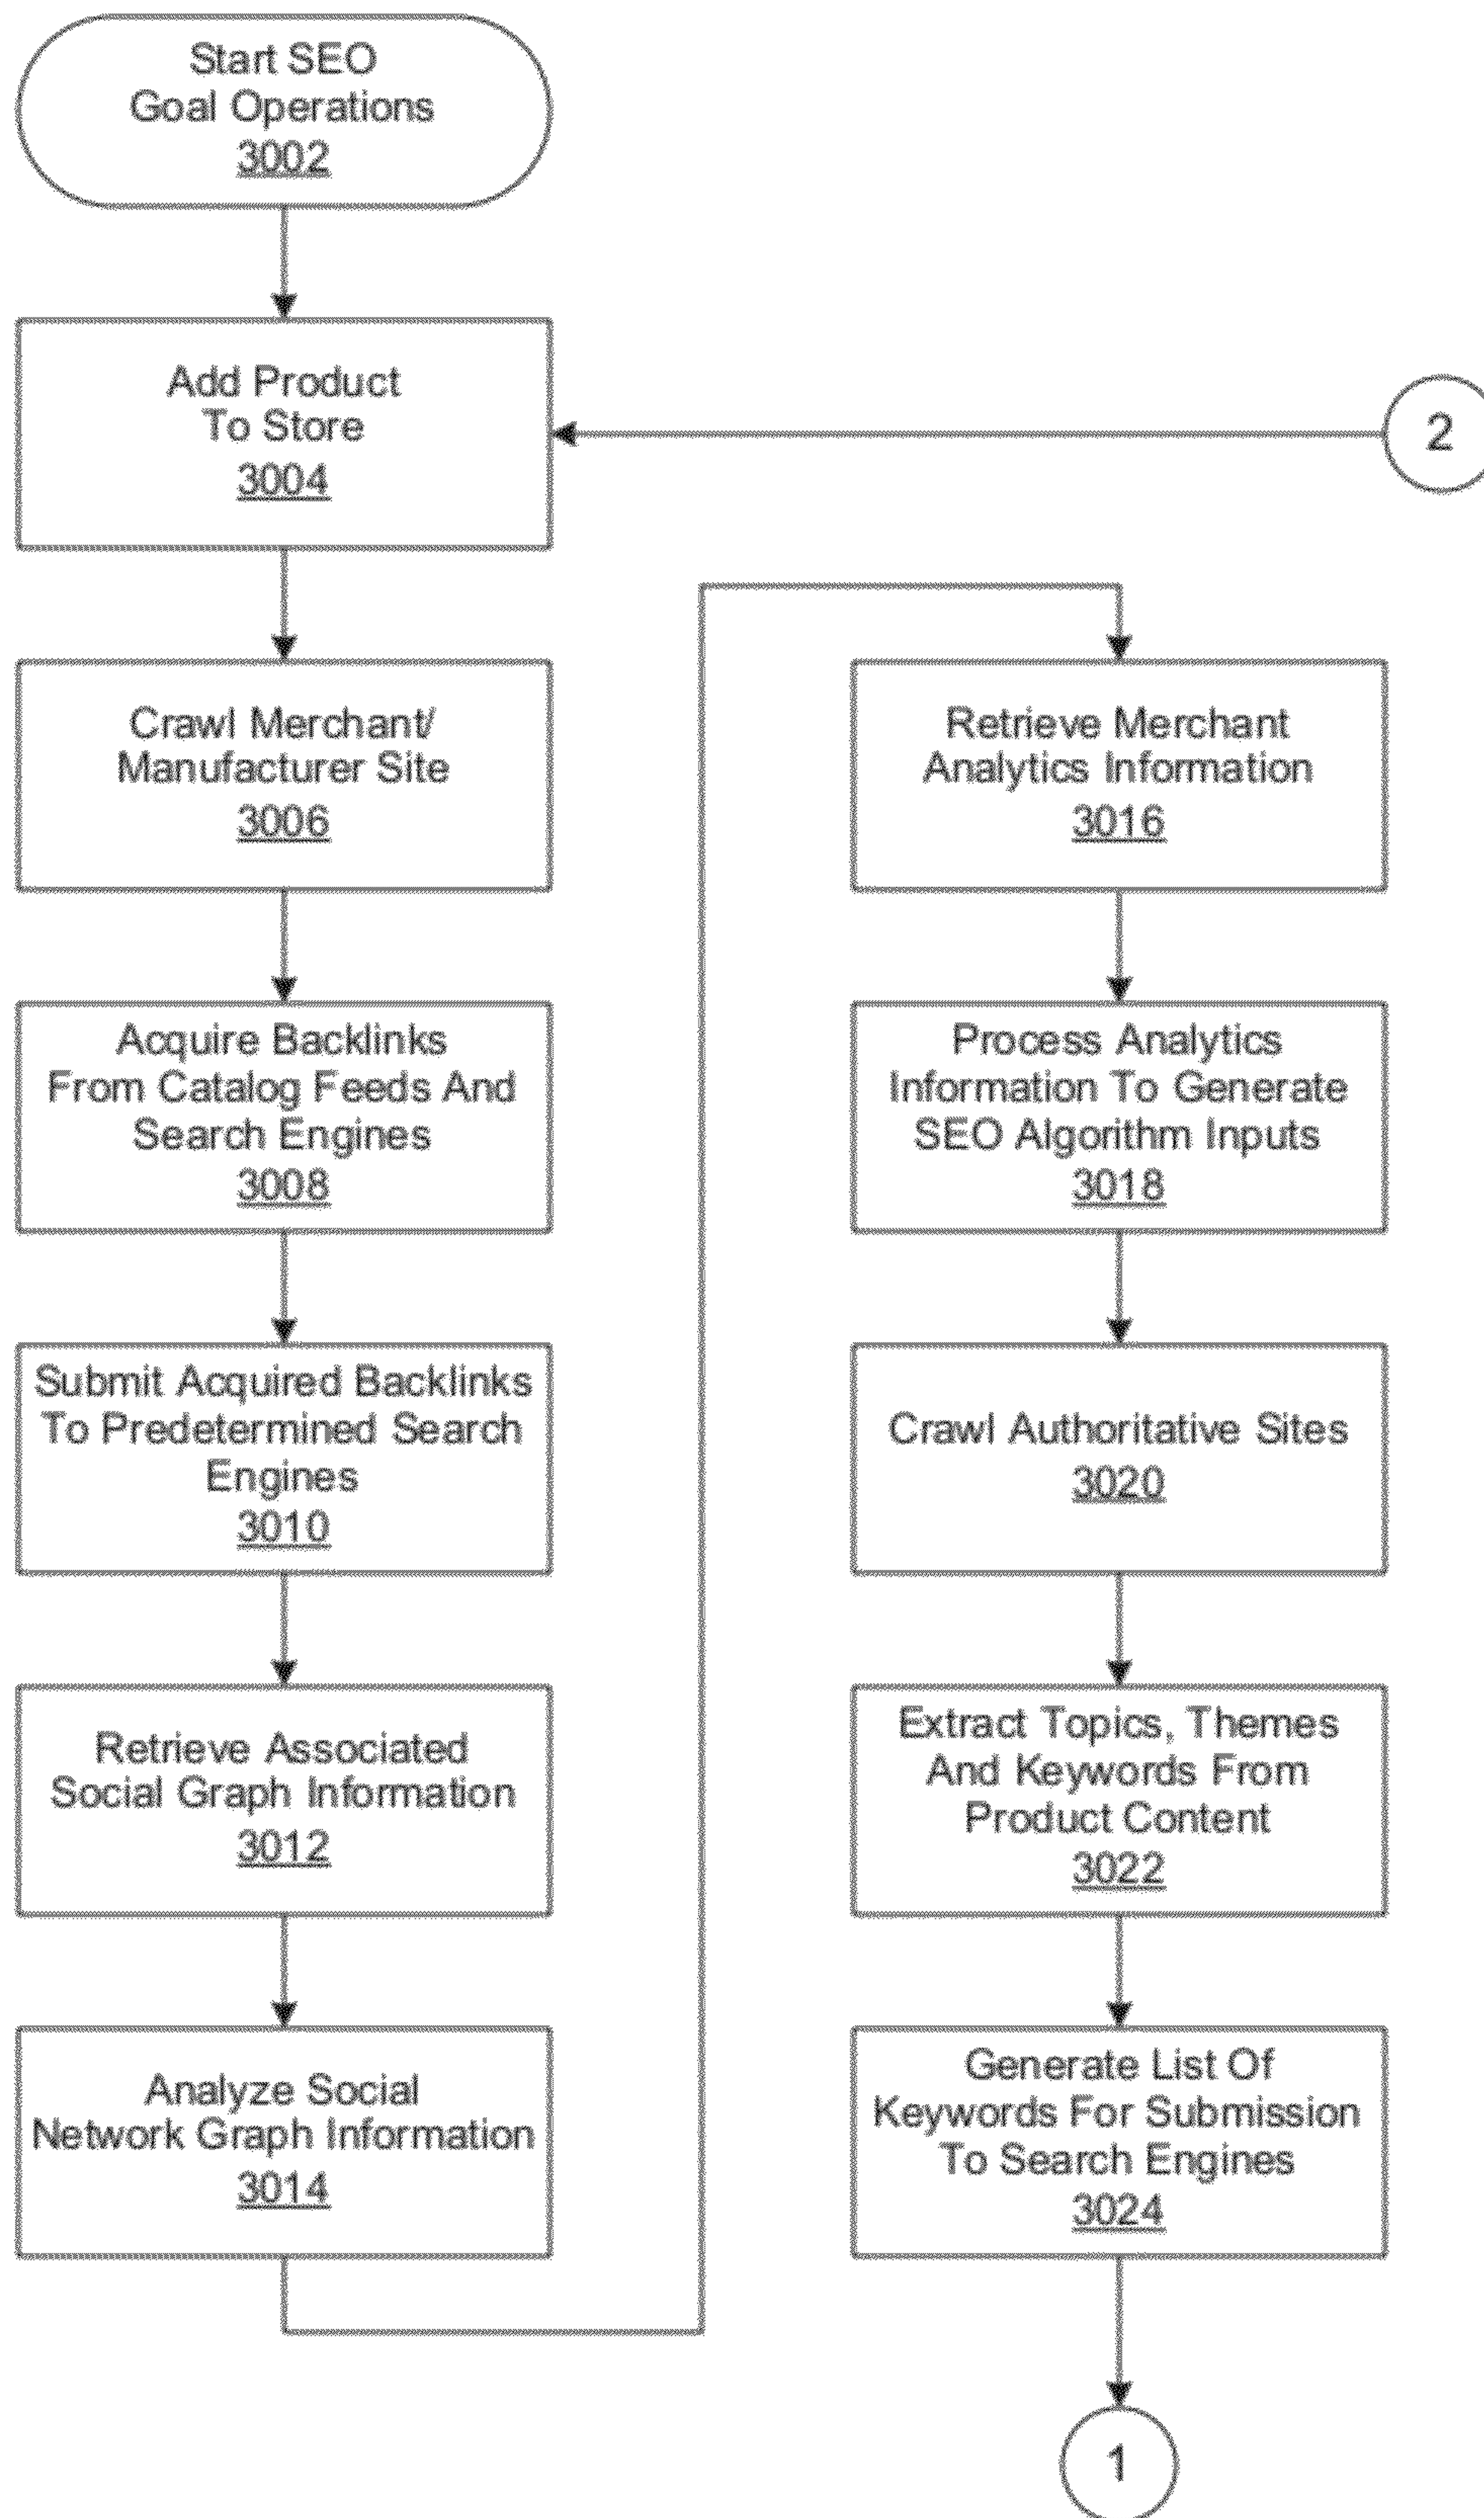 Start SEO
Goal Operations
3002
Add Product
To Store
3004
2
Crawl Merchant/
Manufacturer Site
3006
Acquire Backlinks
From Catalog Feeds And
Search Engines
3008
Submit Acquired Backlinks
To Predetermined Search
Engines
3010
Retrieve Associated
Social Graph Information
3012
Analyze Social
Network Graph Information
3014
Retrieve Merchant
Analytics Information
3016
Process Analytics
Information To Generate
SEO Algorithm Inputs
3018
Crawl Authoritative Sites
3020
Extract Topics, Themes
And Keywords From
Product Content
3022
Generate List Of
Keywords For Submission
To Search Engines
3024
1